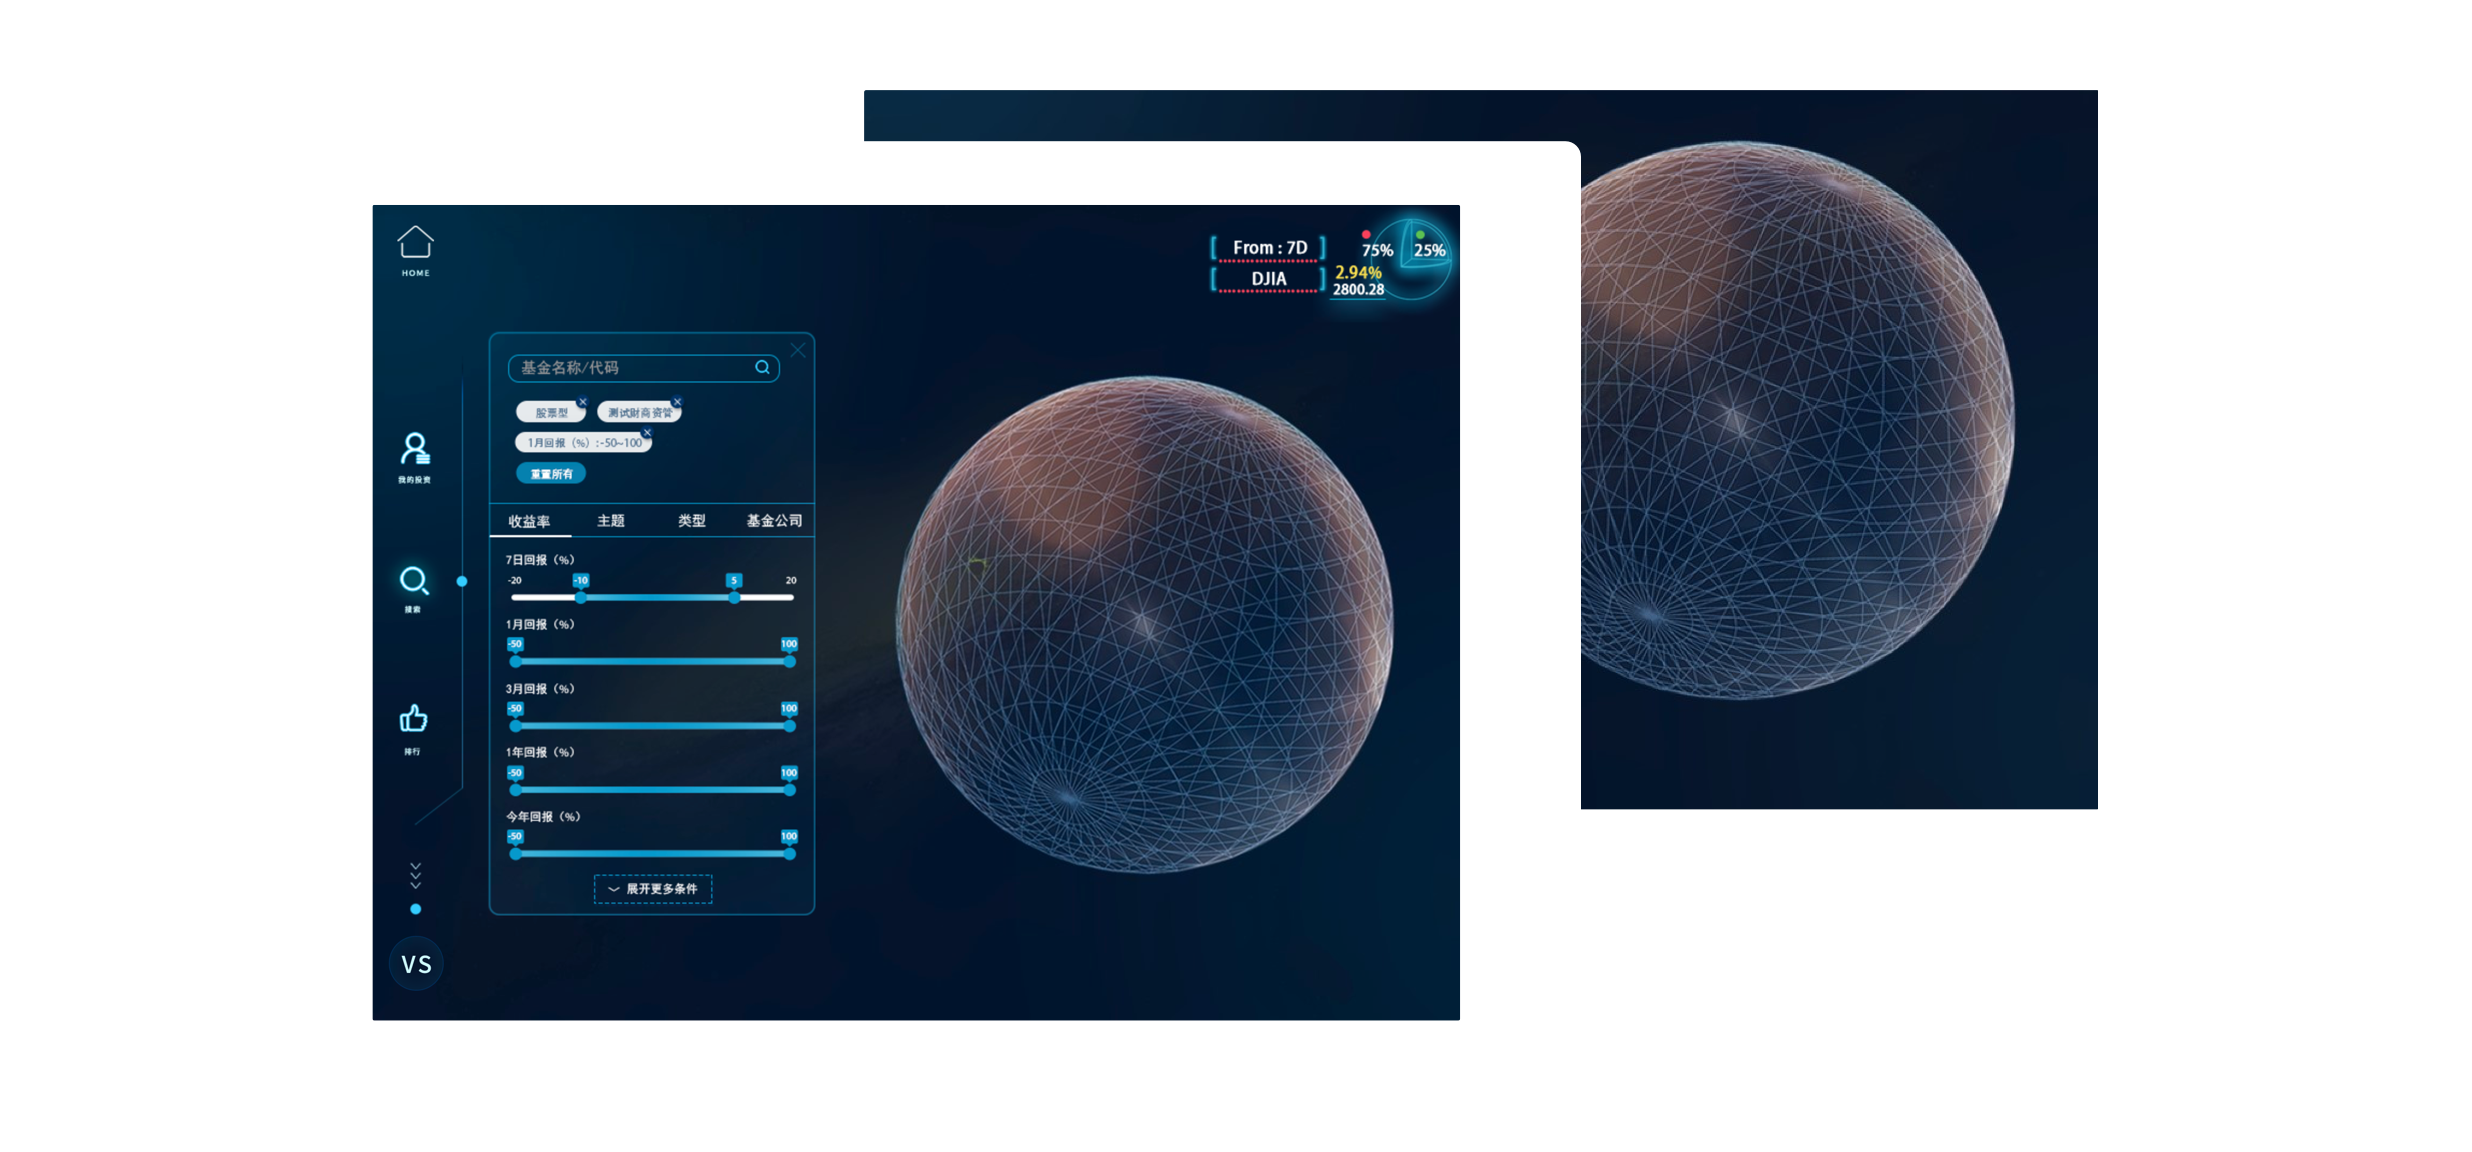 HOME
From : 7D
75%
25%
DJIA
2.94%
2800.28
我的投资
搜索
排行
VS
基金名称/代码
股票型
测试财商资管
1月回报（%）:-50~100
重置所有
收益率 主题 类型 基金公司
7日回报（%）
-20 -10 5 20
1月回报（%）
-50 100
3月回报（%）
-50 100
1年回报（%）
-50 100
今年回报（%）
-50 100
展开更多条件